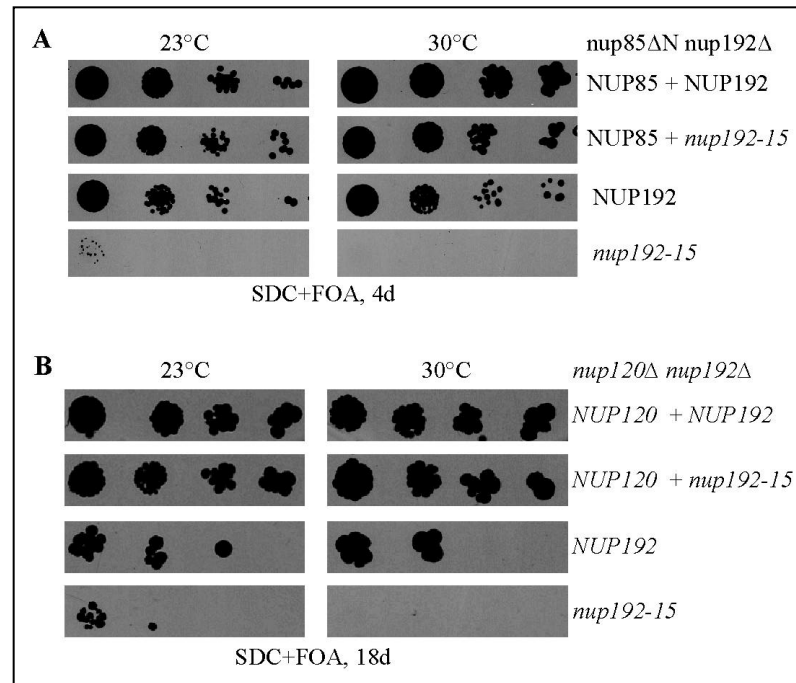 A
23°C 30°C nup85ΔN nup192Δ
NUP85 + NUP192
NUP85 + nup192-15
NUP192
nup192-15
SDC+FOA, 4d
B
23°C 30°C nup120Δ nup192Δ
NUP120 + NUP192
NUP120 + nup192-15
NUP192
nup192-15
SDC+FOA, 18d